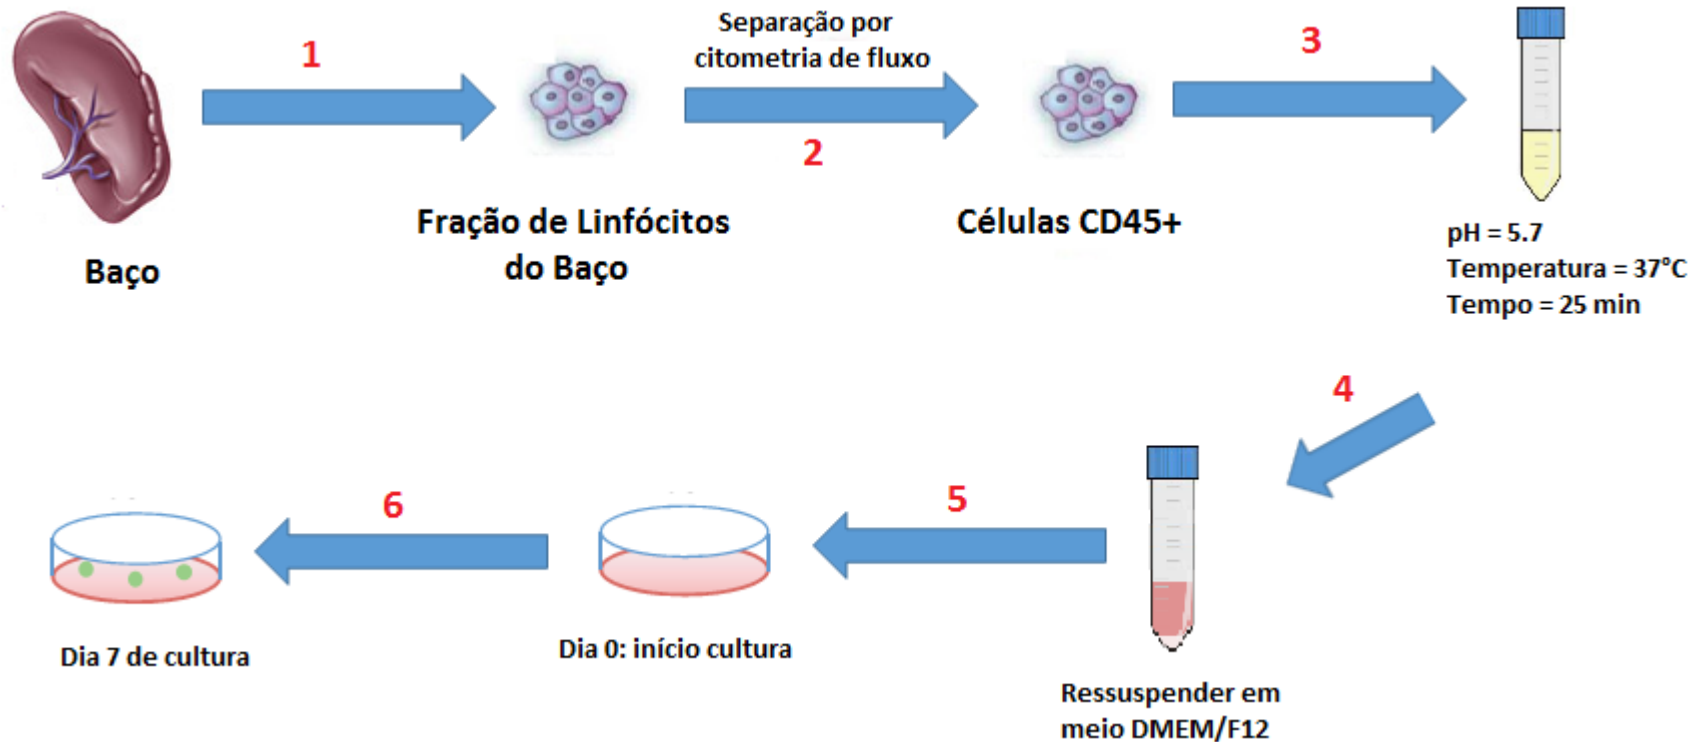 1
Separação por
citometria de fluxo
2
3
Baço
Fração de Linfócitos
do Baço
Células CD45+
pH = 5.7
Temperatura = 37°C
Tempo = 25 min
4
Ressuspender em
meio DMEM/F12
5
Dia 0: início cultura
6
Dia 7 de cultura